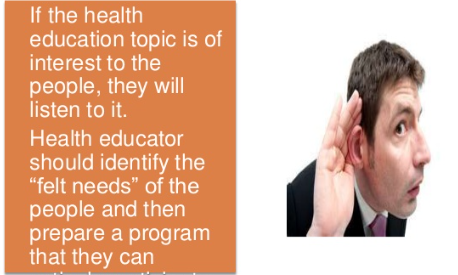 If the health
education topic is of
interest to the
people, they will
listen to it.
Health educator
should identify the
“felt needs” of the
people and then
prepare a program
that they can